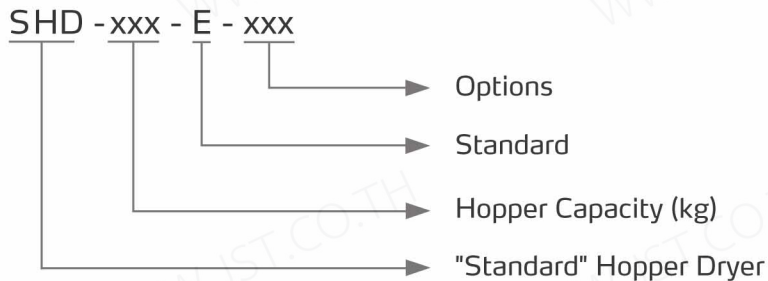 SHD - xxx - E - xxx
Options
Standard
Hopper Capacity (kg)
"Standard" Hopper Dryer